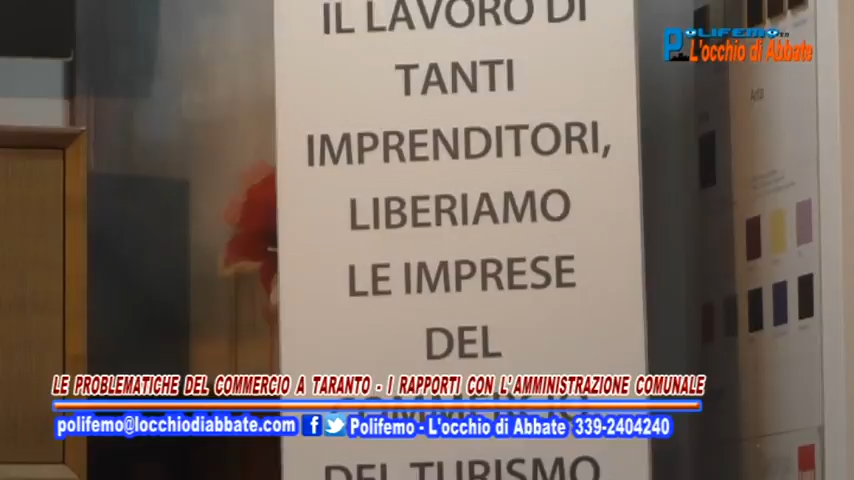 IL LAVORO DI
TANTI
IMPRENDITORI,
LIBERIAMO
LE IMPRESE
DEL
COMMERCIO
DEL TURISMO
POLIFEMO
L'occhio di Abbate
LE PROBLEMATICHE DEL COMMERCIO A TARANTO - I RAPPORTI CON L'AMMINISTRAZIONE COMUNALE
polifemo@locchiodiabbate.com Polifemo - L'occhio di Abbate 339-2404240